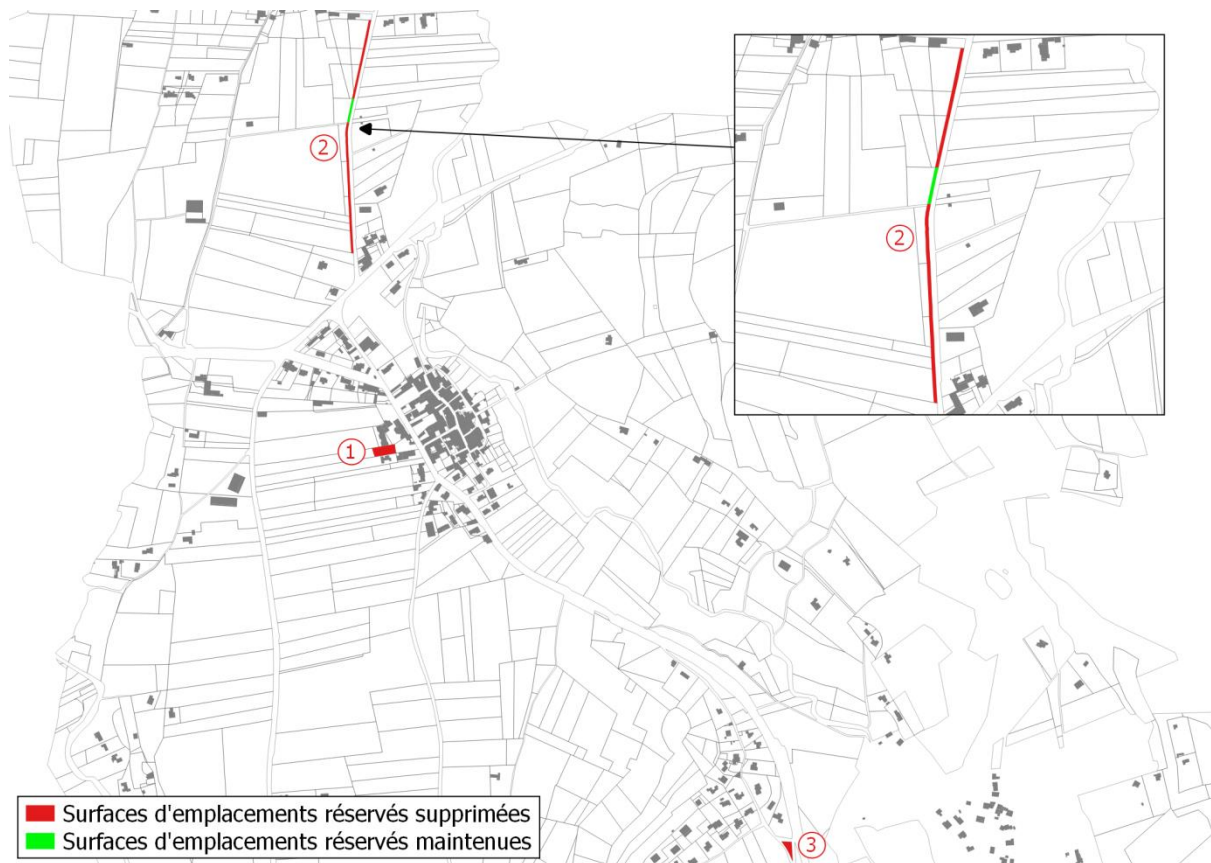 2
2
1
3
Surfaces d'emplacements réservés supprimées
Surfaces d'emplacements réservés maintenues